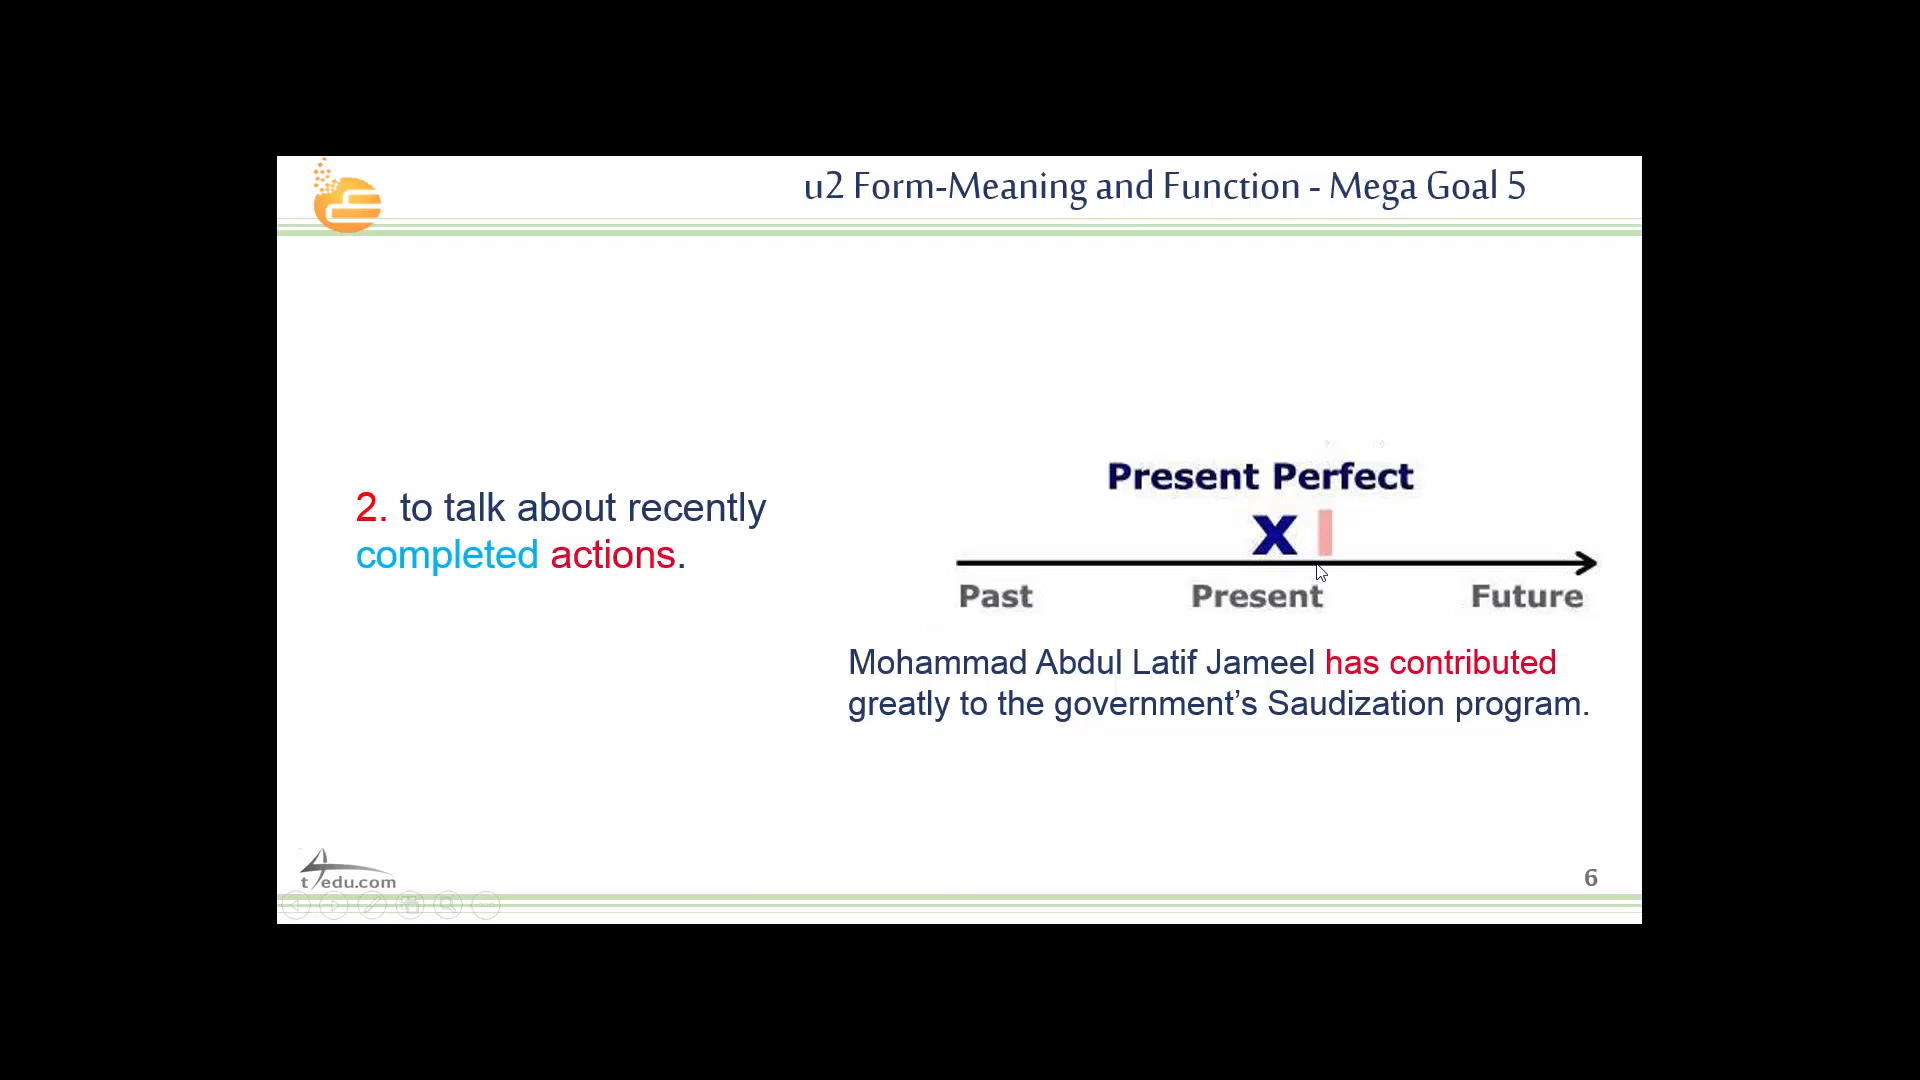 u2 Form-Meaning and Function - Mega Goal 5
2. to talk about recently
completed actions.
Present Perfect
X
Past Present Future
Mohammad Abdul Latif Jameel has contributed
greatly to the government’s Saudization program.
t4edu.com
6